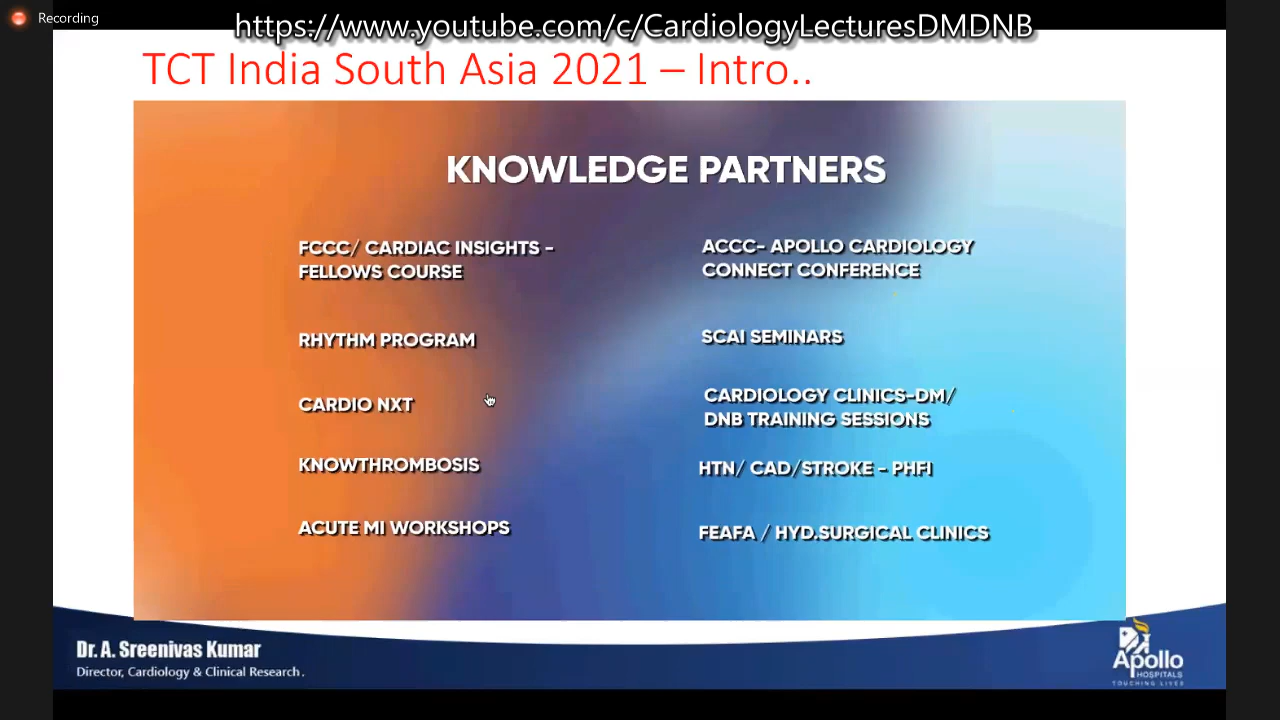 Recording
https://www.youtube.com/c/CardiologyLecturesDMDNB
TCT India South Asia 2021 – Intro..
KNOWLEDGE PARTNERS
FCCC/ CARDIAC INSIGHTS -
FELLOWS COURSE
RHYTHM PROGRAM
CARDIO NXT
KNOWTHROMBOSIS
ACUTE MI WORKSHOPS
ACCC- APOLLO CARDIOLOGY
CONNECT CONFERENCE
SCAI SEMINARS
CARDIOLOGY CLINICS-DM/
DNB TRAINING SESSIONS
HTN/ CAD/STROKE - PHFI
FEAFA / HYD.SURGICAL CLINICS
Dr. A. Sreenivas Kumar
Director, Cardiology & Clinical Research.
Apollo
HOSPITALS
TOUCHING LIVES